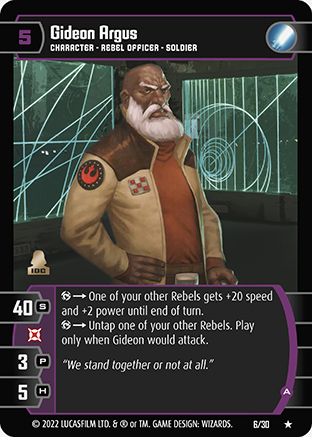 5
Gideon Argus
CHARACTER - REBEL OFFICER - SOLDIER
IDC
40 S
3 P
5 H
→ One of your other Rebels gets +20 speed
and +2 power until end of turn.
→ Untap one of your other Rebels. Play
only when Gideon would attack.
"We stand together or not at all."
A
© 2022 LUCASFILM LTD. & ® or TM. GAME DESIGN: WIZARDS.
6/30